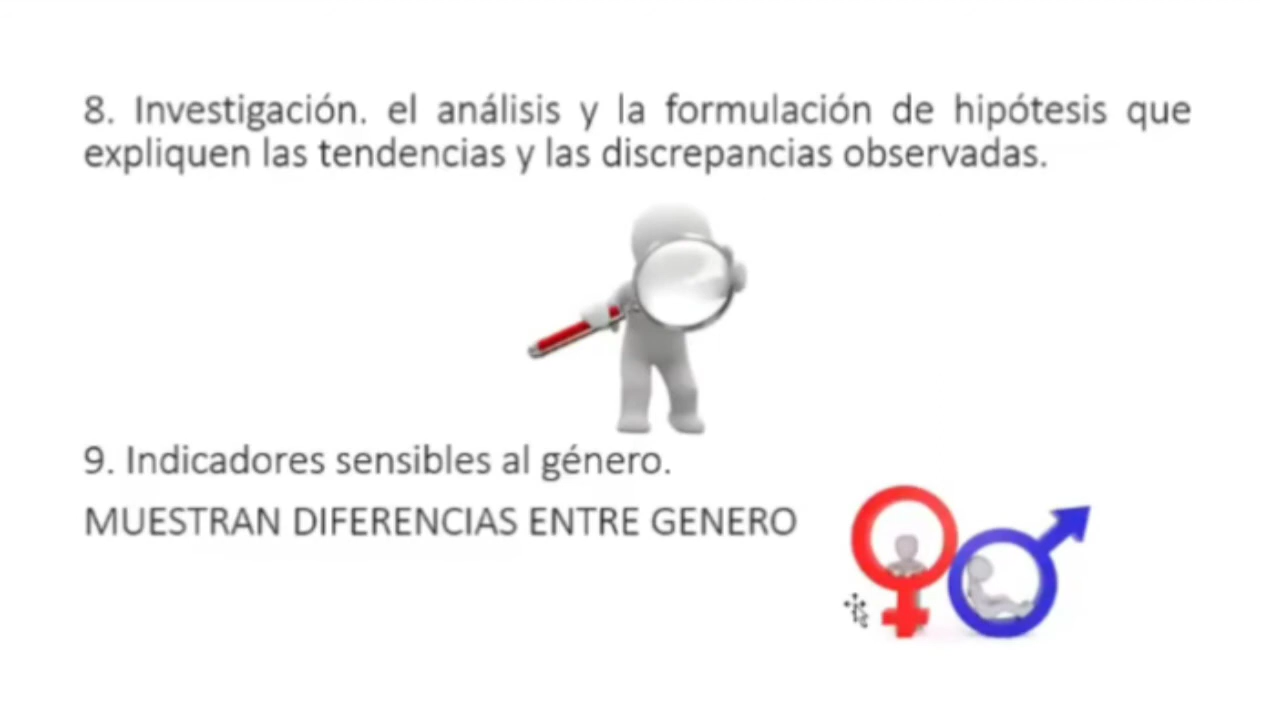 8. Investigación. el análisis y la formulación de hipótesis que
expliquen las tendencias y las discrepancias observadas.
9. Indicadores sensibles al género.
MUESTRAN DIFERENCIAS ENTRE GENERO